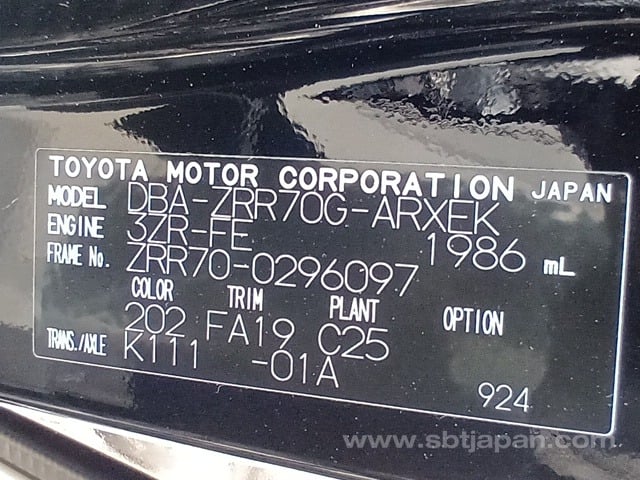 TOYOTA MOTOR CORPORATION JAPAN
MODEL DBA-ZRR70G-ARXEK
ENGINE 3ZR-FE 1986 mL
FRAME No. ZRR70-0296097
COLOR TRIM PLANT OPTION
202 FA19 C25
TRANS./AXLE K111 -01A
924
www.sbtjapan.com